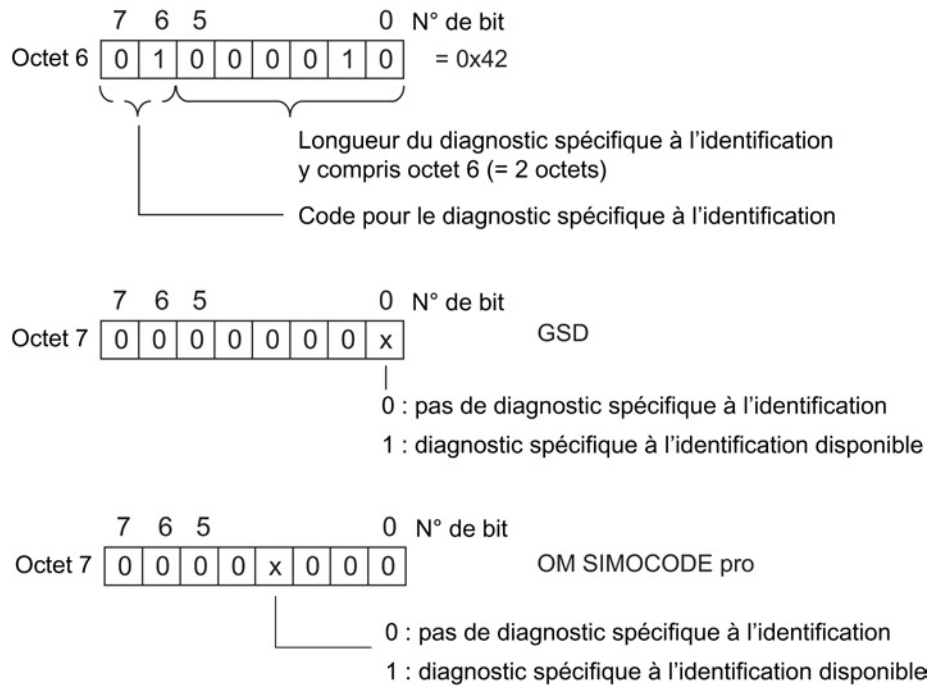 7 6 5 0 N° de bit
Octet 6 0 1 0 0 0 0 1 0 = 0x42
Longueur du diagnostic spécifique à l'identification
y compris octet 6 (= 2 octets)
Code pour le diagnostic spécifique à l'identification
7 6 5 0 N° de bit
Octet 7 0 0 0 0 0 0 0 x GSD
0 : pas de diagnostic spécifique à l'identification
1 : diagnostic spécifique à l'identification disponible
7 6 5 0 N° de bit
Octet 7 0 0 0 0 x 0 0 0 OM SIMOCODE pro
0 : pas de diagnostic spécifique à l'identification
1 : diagnostic spécifique à l'identification disponible